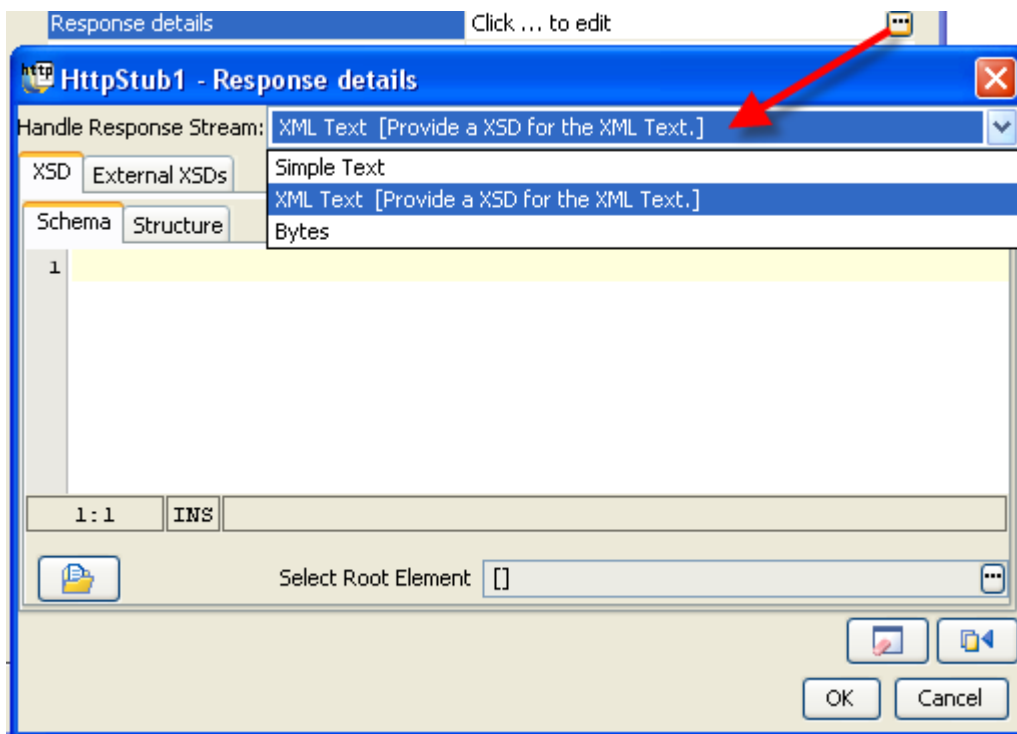 Response details Click ... to edit
http HttpStub1 - Response details
Handle Response Stream: XML Text [Provide a XSD for the XML Text.]
XSD External XSDs
Simple Text
XML Text [Provide a XSD for the XML Text.]
Schema Structure
Bytes
1
1:1 INS
Select Root Element []
OK Cancel